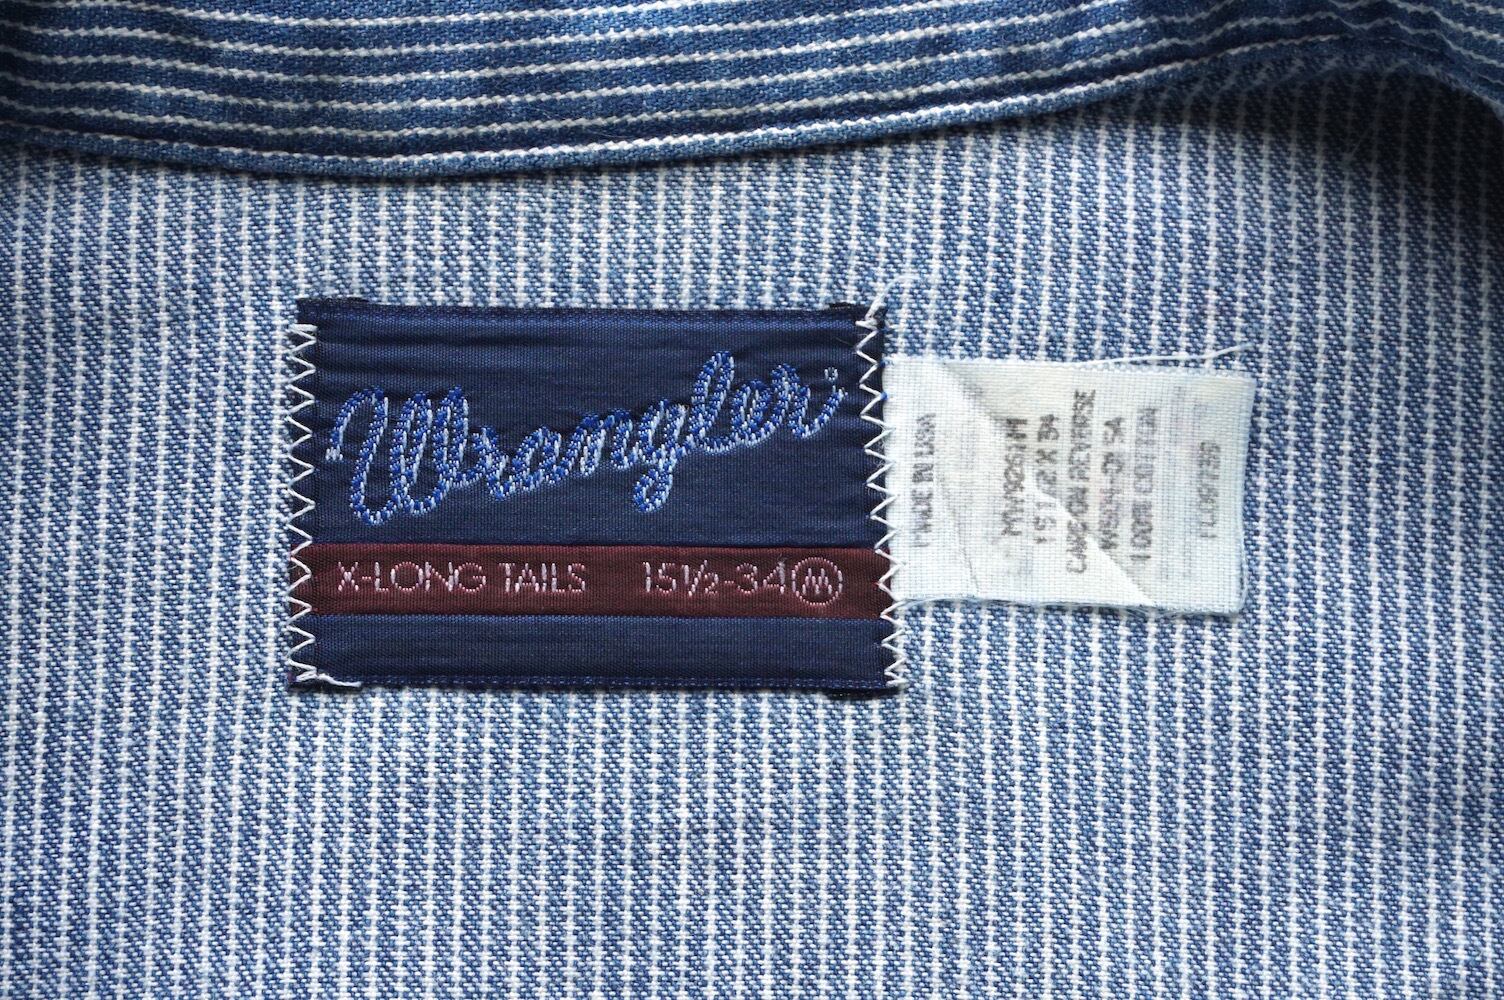 Wrangler
X-LONG TAILS 15½-34 M
MADE IN USA
15 1/2 X 34
CARE ON REVERSE
100% COTTON